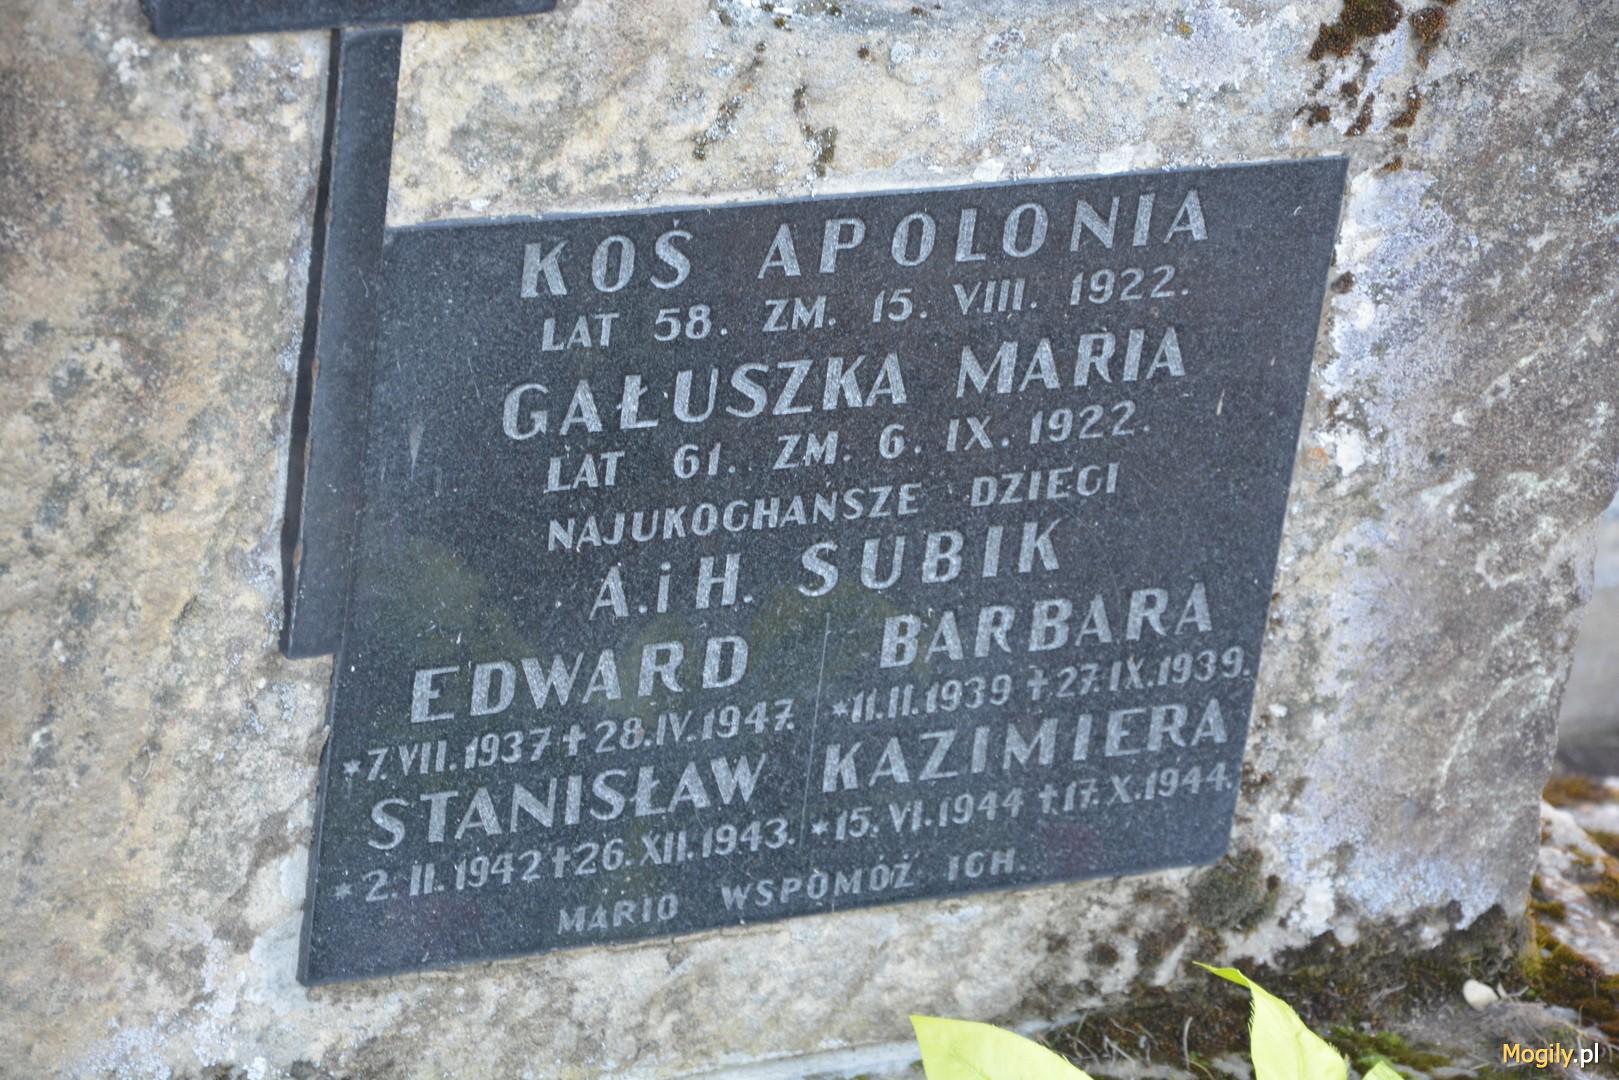 KOŚ APOLONIA
LAT 58. ZM. 15. VIII. 1922.
GAŁUSZKA MARIA
LAT 61. ZM. 6. IX. 1922.
NAJUKOCHAŃSZE DZIECI
A. i H. SUBIK
EDWARD
*7.VII.1937✝28.IV.1947.
BARBARA
*11.II.1939✝27.IX.1939.
STANISŁAW
*2.II.1942✝26.XII.1943.
KAZIMIERA
*15.VI.1944✝17.X.1944.
MARIO WSPOMÓŻ ICH.
Mogily.pl